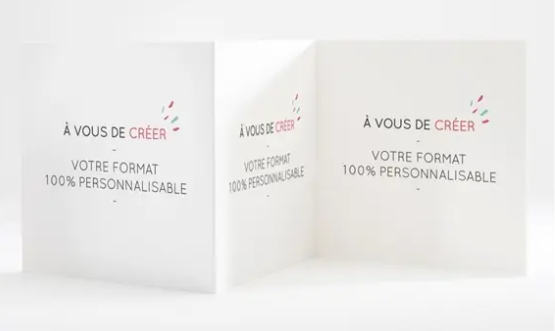 À VOUS DE CRÉER
-
VOTRE FORMAT
100% PERSONNALISABLE
-
À VOUS DE CRÉER
-
VOTRE FORMAT
100% PERSONNALISABLE
-
À VOUS DE CRÉER
-
VOTRE FORMAT
100% PERSONNALISABLE
-